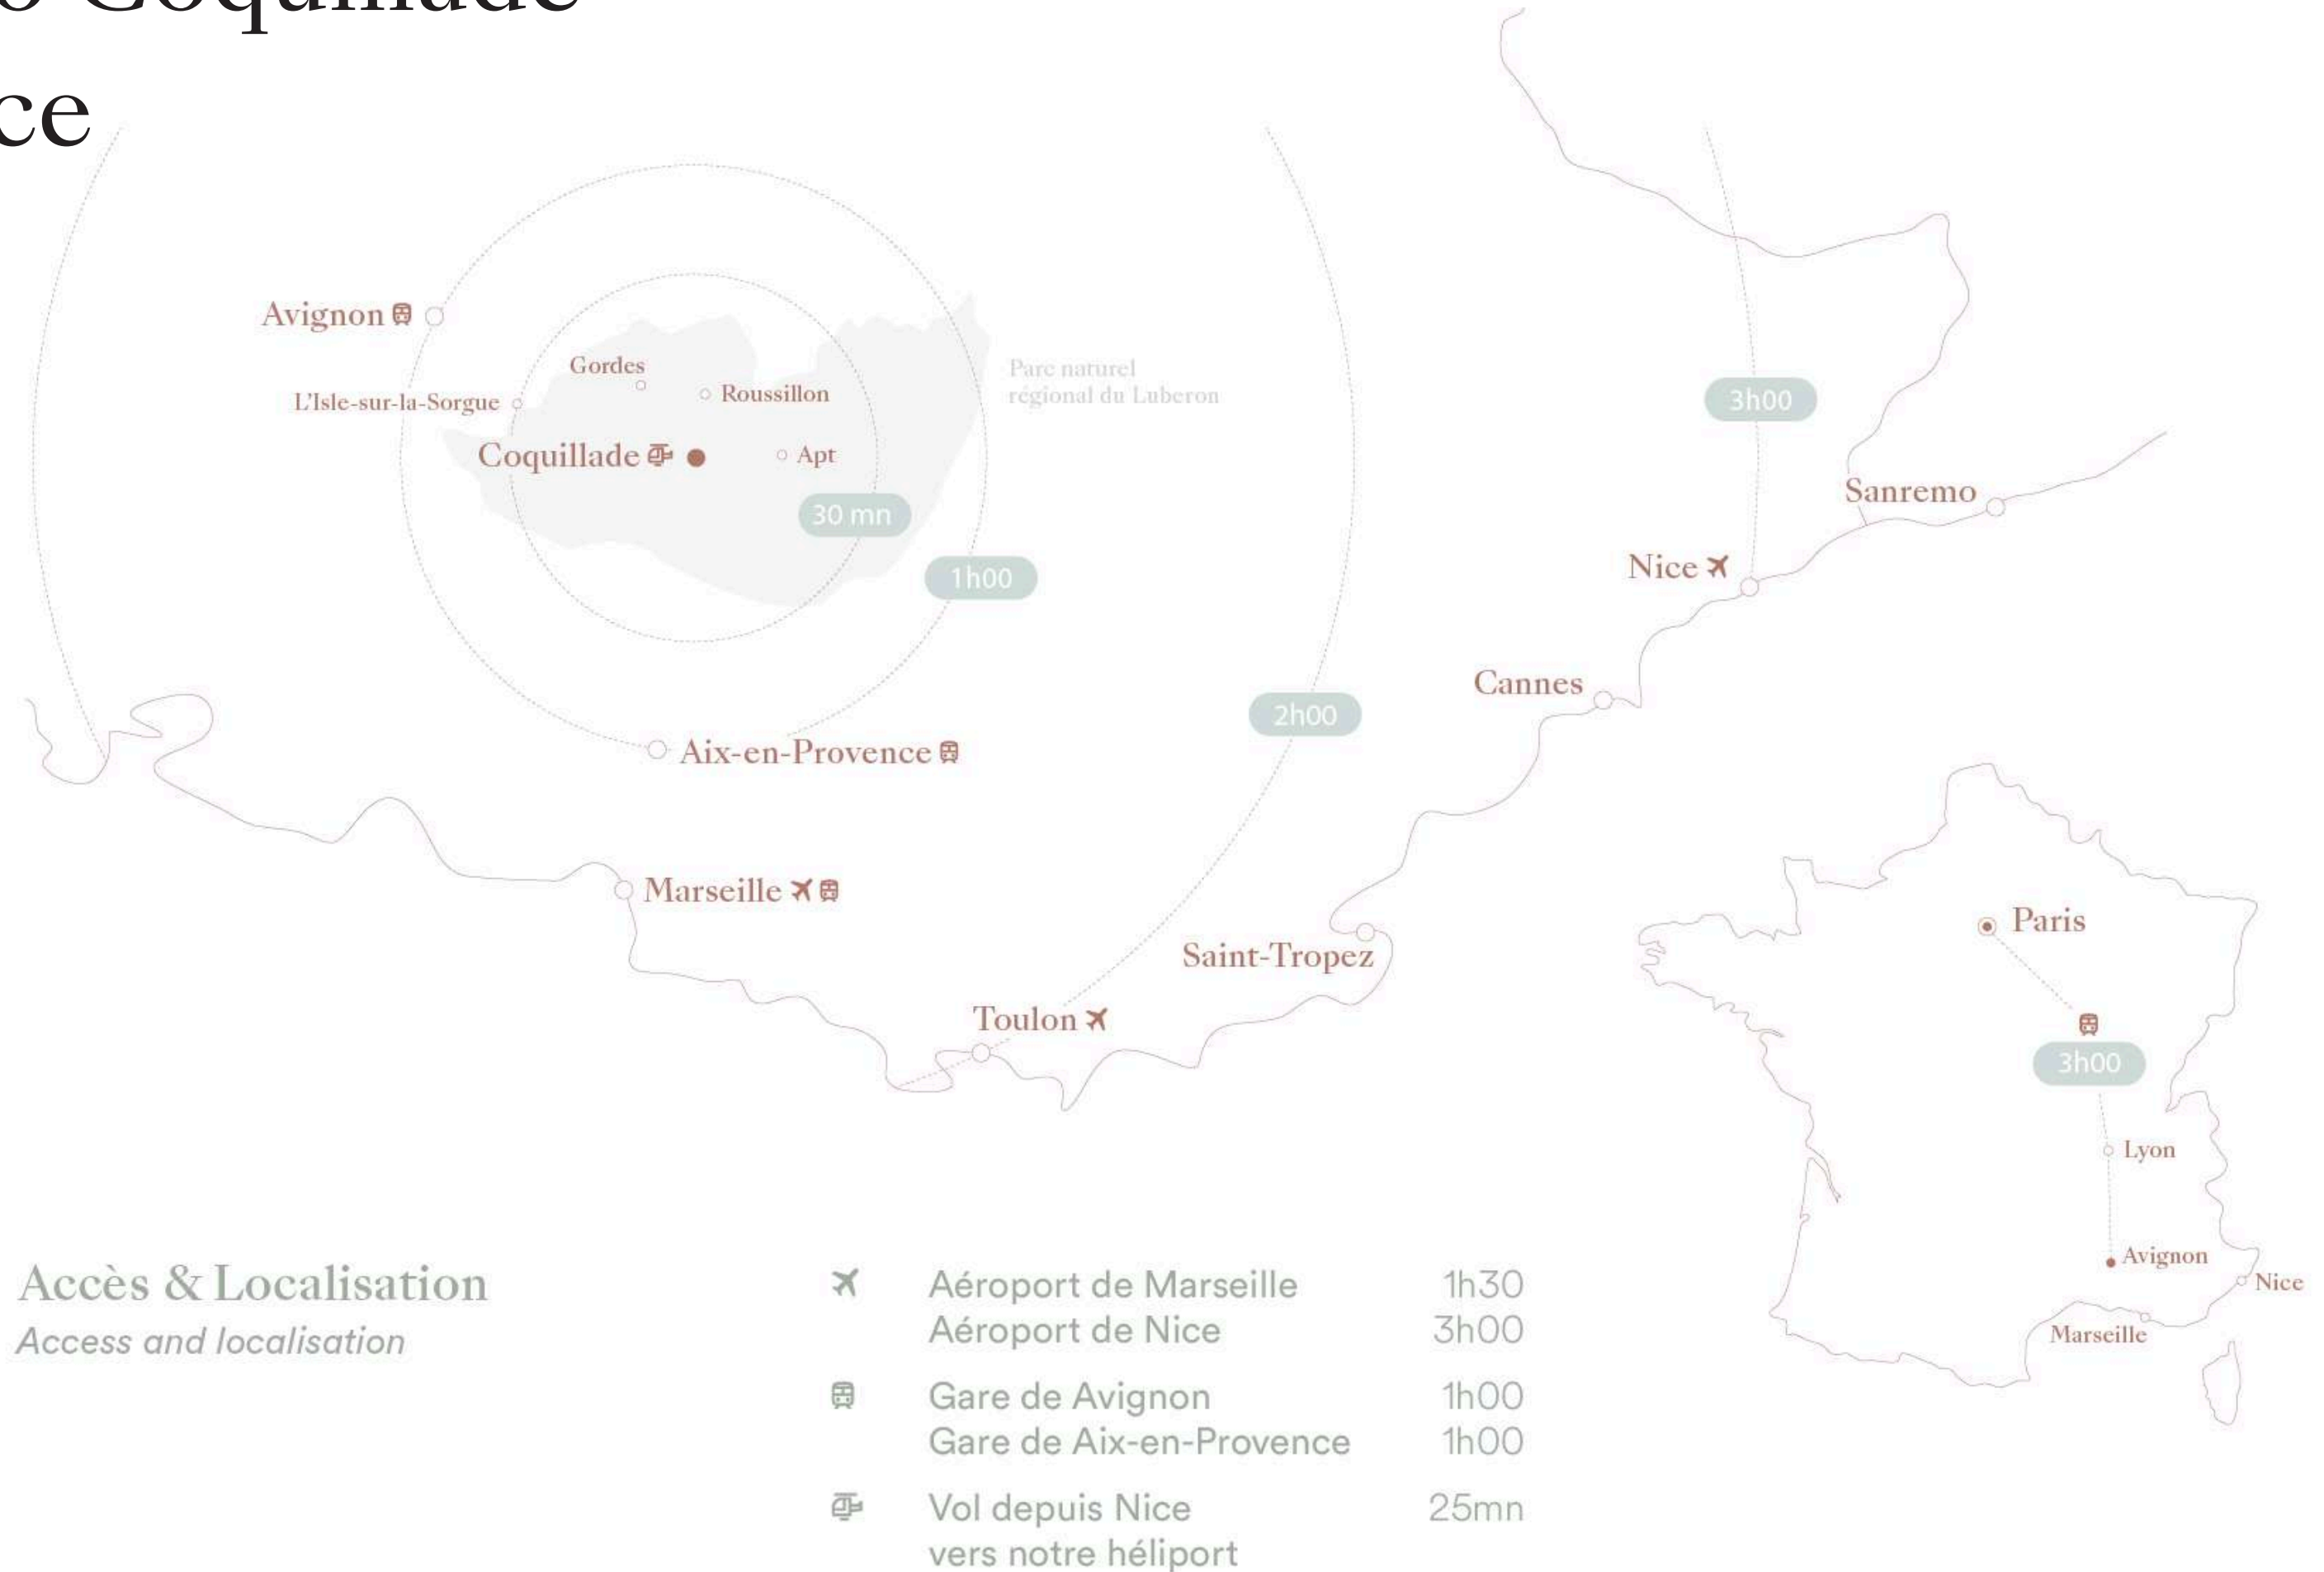 Coquillade
ce
Avignon
Gordes
Roussillon
L'Isle-sur-la-Sorgue
Coquillade
Apt
30 mn
1h00
Parc naturel
régional du Luberon
3h00
Sanremo
Nice
Cannes
2h00
Aix-en-Provence
Marseille
Saint-Tropez
Toulon
Paris
3h00
Lyon
Avignon
Nice
Marseille
Accès & Localisation
Access and localisation
Aéroport de Marseille 1h30
Aéroport de Nice 3h00
Gare de Avignon 1h00
Gare de Aix-en-Provence 1h00
Vol depuis Nice 25mn
vers notre héliport